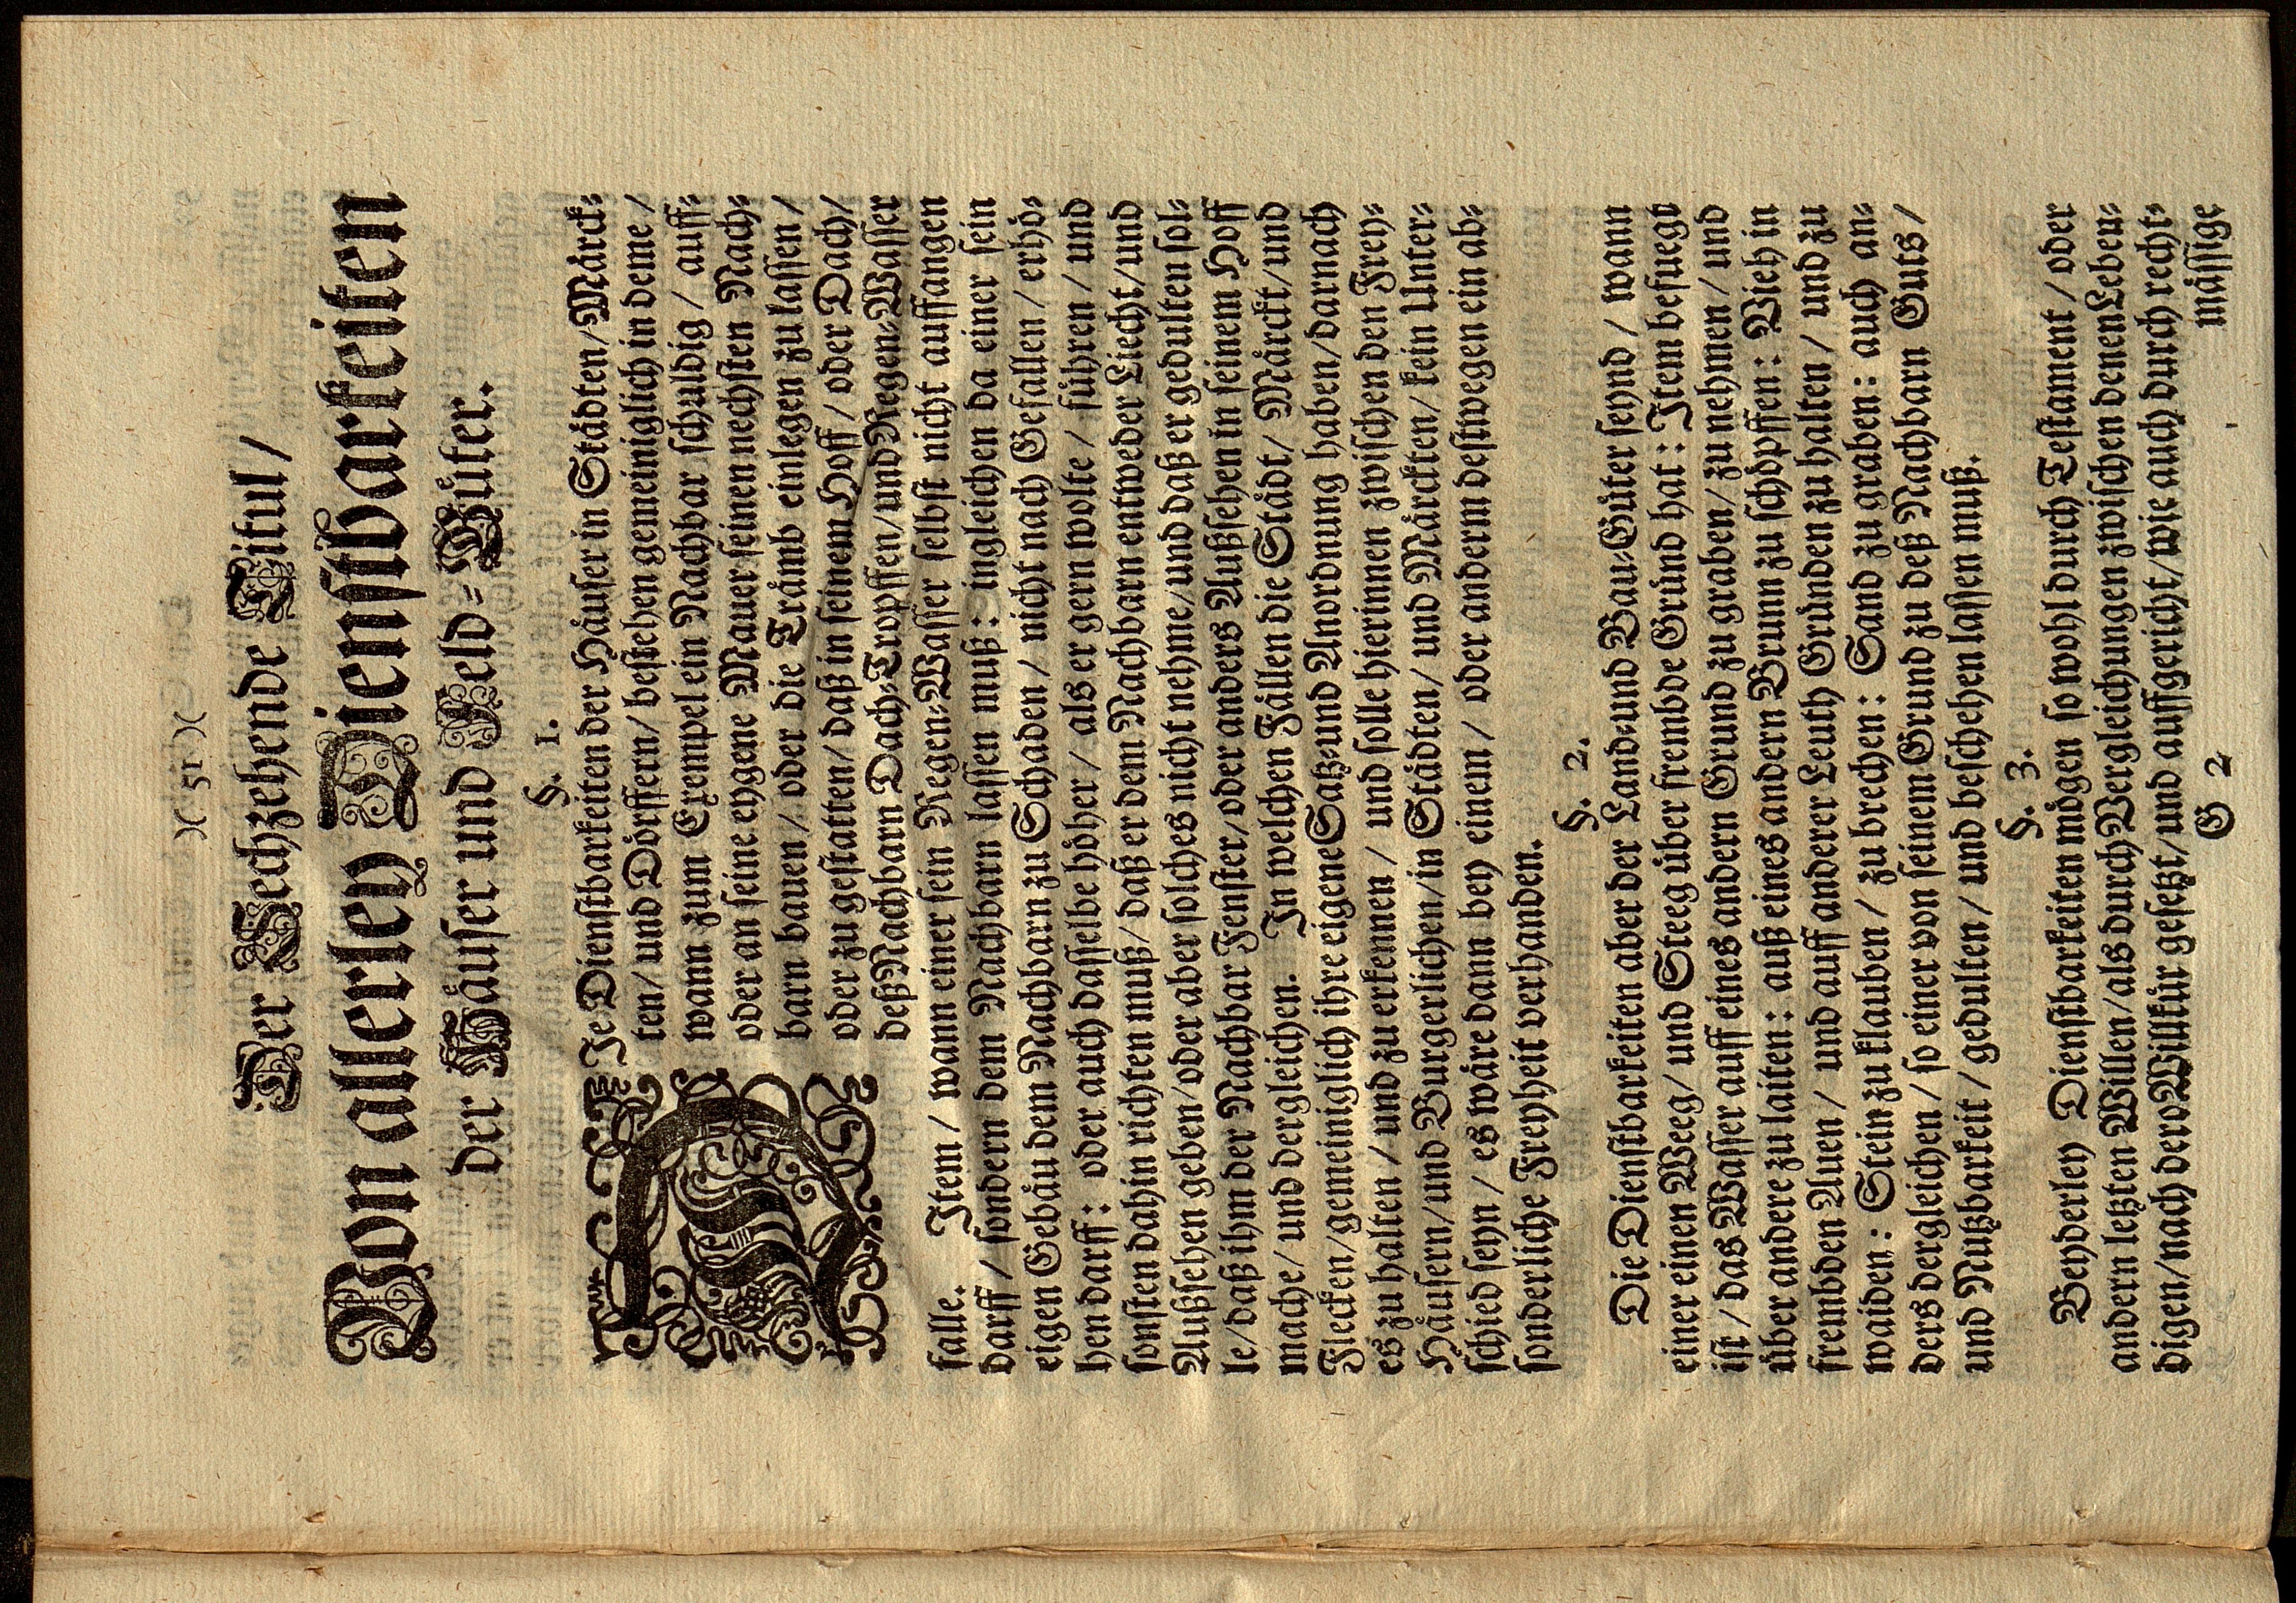 )( 51 )(
Der Sechzehende Titul /
Von allerley Dienstbarkeiten
der Häuser und Feld-Güter.
§. 1.
DIe Dienstbarkeiten der Häuser in Städten/ Märck-
ten/ und Dörffern/ bestehen gemeiniglich in deme /
wann zum Exempel ein Nachbar schuldig / auff-
oder an seine eygene Mauer seinen nechsten Nach-
barn bauen / oder die Trämb einlegen zu lassen /
oder zu gestatten/ daß in seinem Hoff / oder Dach/
deß Nachbarn Dach-Tropffen/ und Regen-Wasser
falle. Item / wann einer sein Regen-Wasser selbst nicht auffangen
darff / sondern dem Nachbarn lassen muß: ingleichen da einer sein
eigen Gebäu dem Nachbarn zu Schaden / nicht nach Gefallen / erhö-
hen darff: oder auch dasselbe höher / als er gern wolte / führen / und
sonsten dahin richten muß/ daß er dem Nachbarn entweder Liecht/ und
Außsehen geben/ oder aber solches nicht nehme/ und daß er gedulten sol-
le/ daß ihm der Nachbar Fenster/ oder anders Außsehen in seinem Hoff
mache/ und dergleichen. In welchen Fällen die Städt/ Märckt/ und
Flecken/ gemeiniglich ihre eigene Satz-und Anordnung haben/ darnach
es zu halten / und zu erkennen / und solle hierinnen zwischen den Frey-
Häusern/ und Burgerlichen/ in Städten/ und Märckten/ kein Unter-
schied seyn / es wäre dann bey einem / oder anderm destwegen ein ab-
sonderliche Freyheit verhanden.
§. 2.
Die Dienstbarkeiten aber der Land-und Bau-Güter seynd / wann
einer einen Weeg/ und Steeg über frembde Gründ hat: Item befuegt
ist / das Wasser auff eines andern Grund zu graben/ zu nehmen / und
über andere zu laiten: auß eines andern Brunn zu schöpffen: Vieh in
frembden Auen / und auff anderer Leuth Gründen zu halten / und zu
waiden: Stein zu klauben / zu brechen: Sand zu graben: auch an-
ders dergleichen / so einer von seinem Grund zu deß Nachbarn Guts /
und Nutzbarkeit / gedulten / und beschehen lassen muß.
§. 3.
Beyderley Dienstbarkeiten mögen so wohl durch Testament / oder
andern letzten Willen/ als durch Vergleichungen zwischen denen Leben-
digen/ nach dero Willkür gesetzt/ und auffgericht/ wie auch durch recht-
G 2
mässige